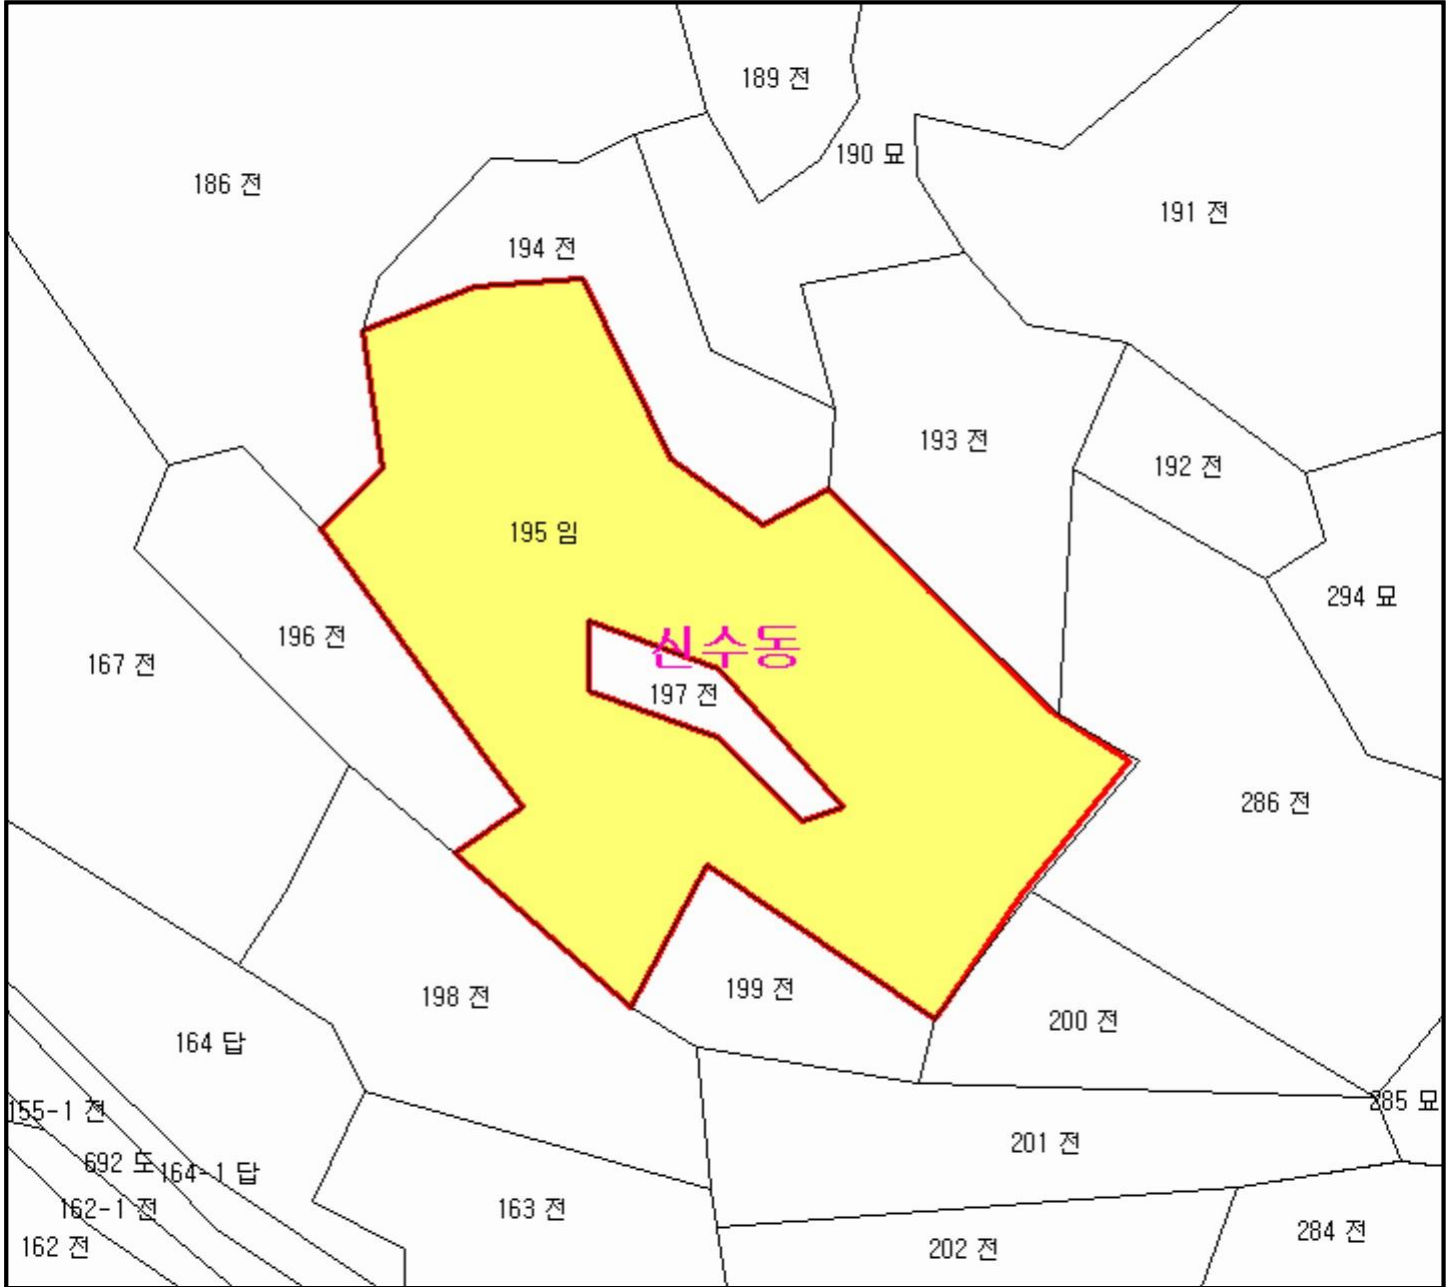 189 전
190 묘
186 전
191 전
194 전
193 전
192 전
195 임
294 묘
196 전
신수동
167 전
197 전
286 전
199 전
198 전
200 전
164 답
285 묘
155-1 전
201 전
692 도
164-1 답
162-1 전
163 전
284 전
162 전
202 전